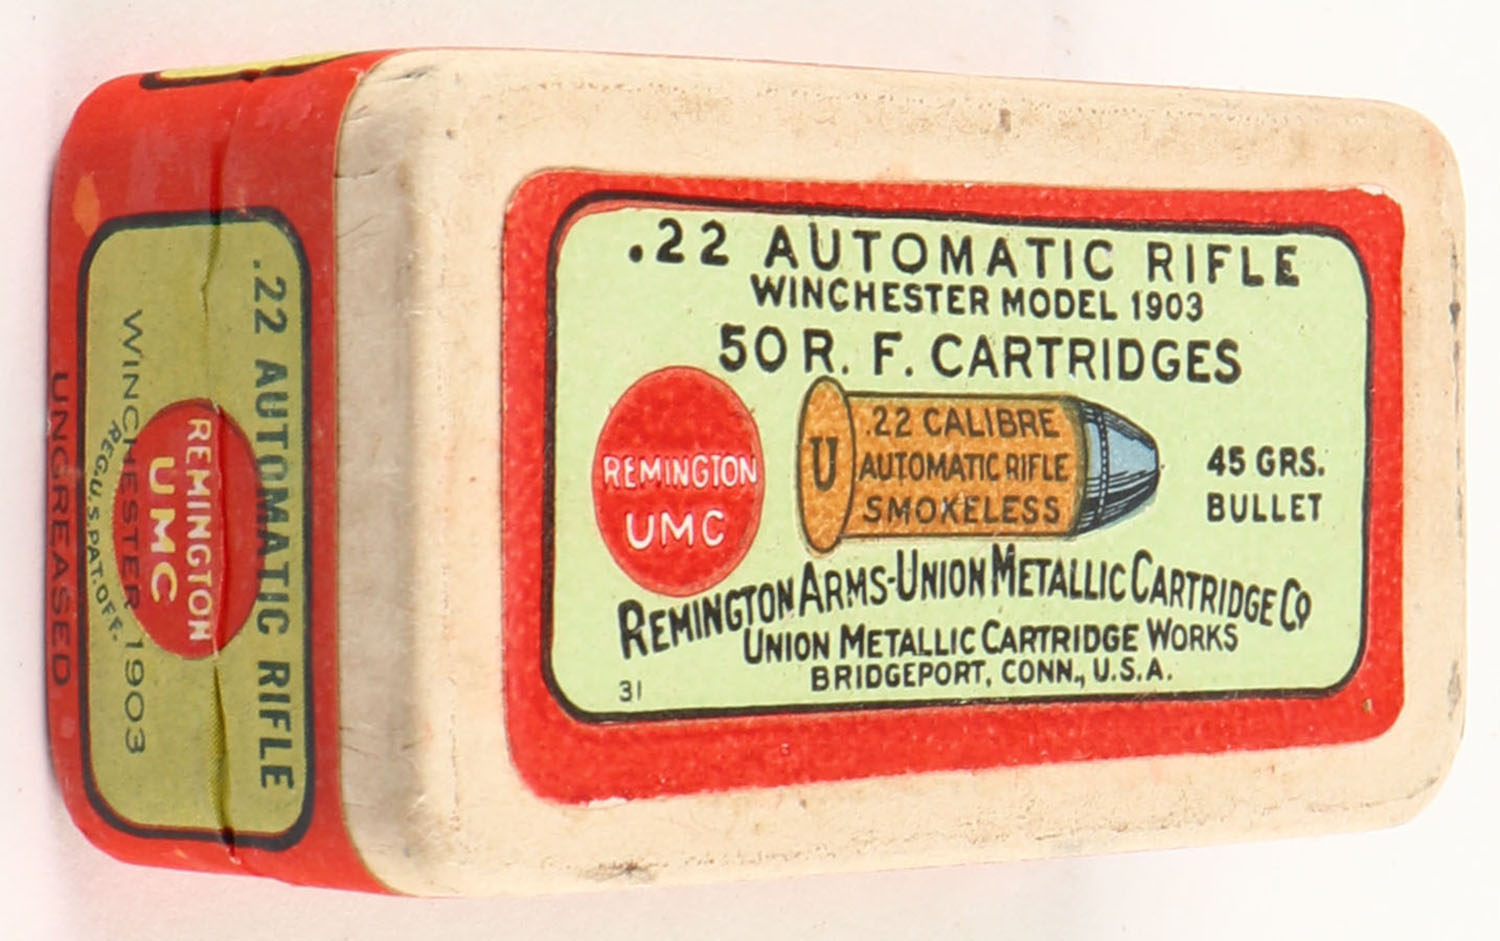 .22 AUTOMATIC RIFLE
WINCHESTER MODEL 1903
50 R. F. CARTRIDGES
REMINGTON
UMC
U
.22 CALIBRE
AUTOMATIC RIFLE
SMOKELESS
45 GRS.
BULLET
REMINGTON ARMS-UNION METALLIC CARTRIDGE CO
UNION METALLIC CARTRIDGE WORKS
BRIDGEPORT, CONN., U.S.A.
31
.22 AUTOMATIC RIFLE
REMINGTON
UMC
REG. U.S. PAT. OFF.
WINCHESTER 1903
UNGREASED